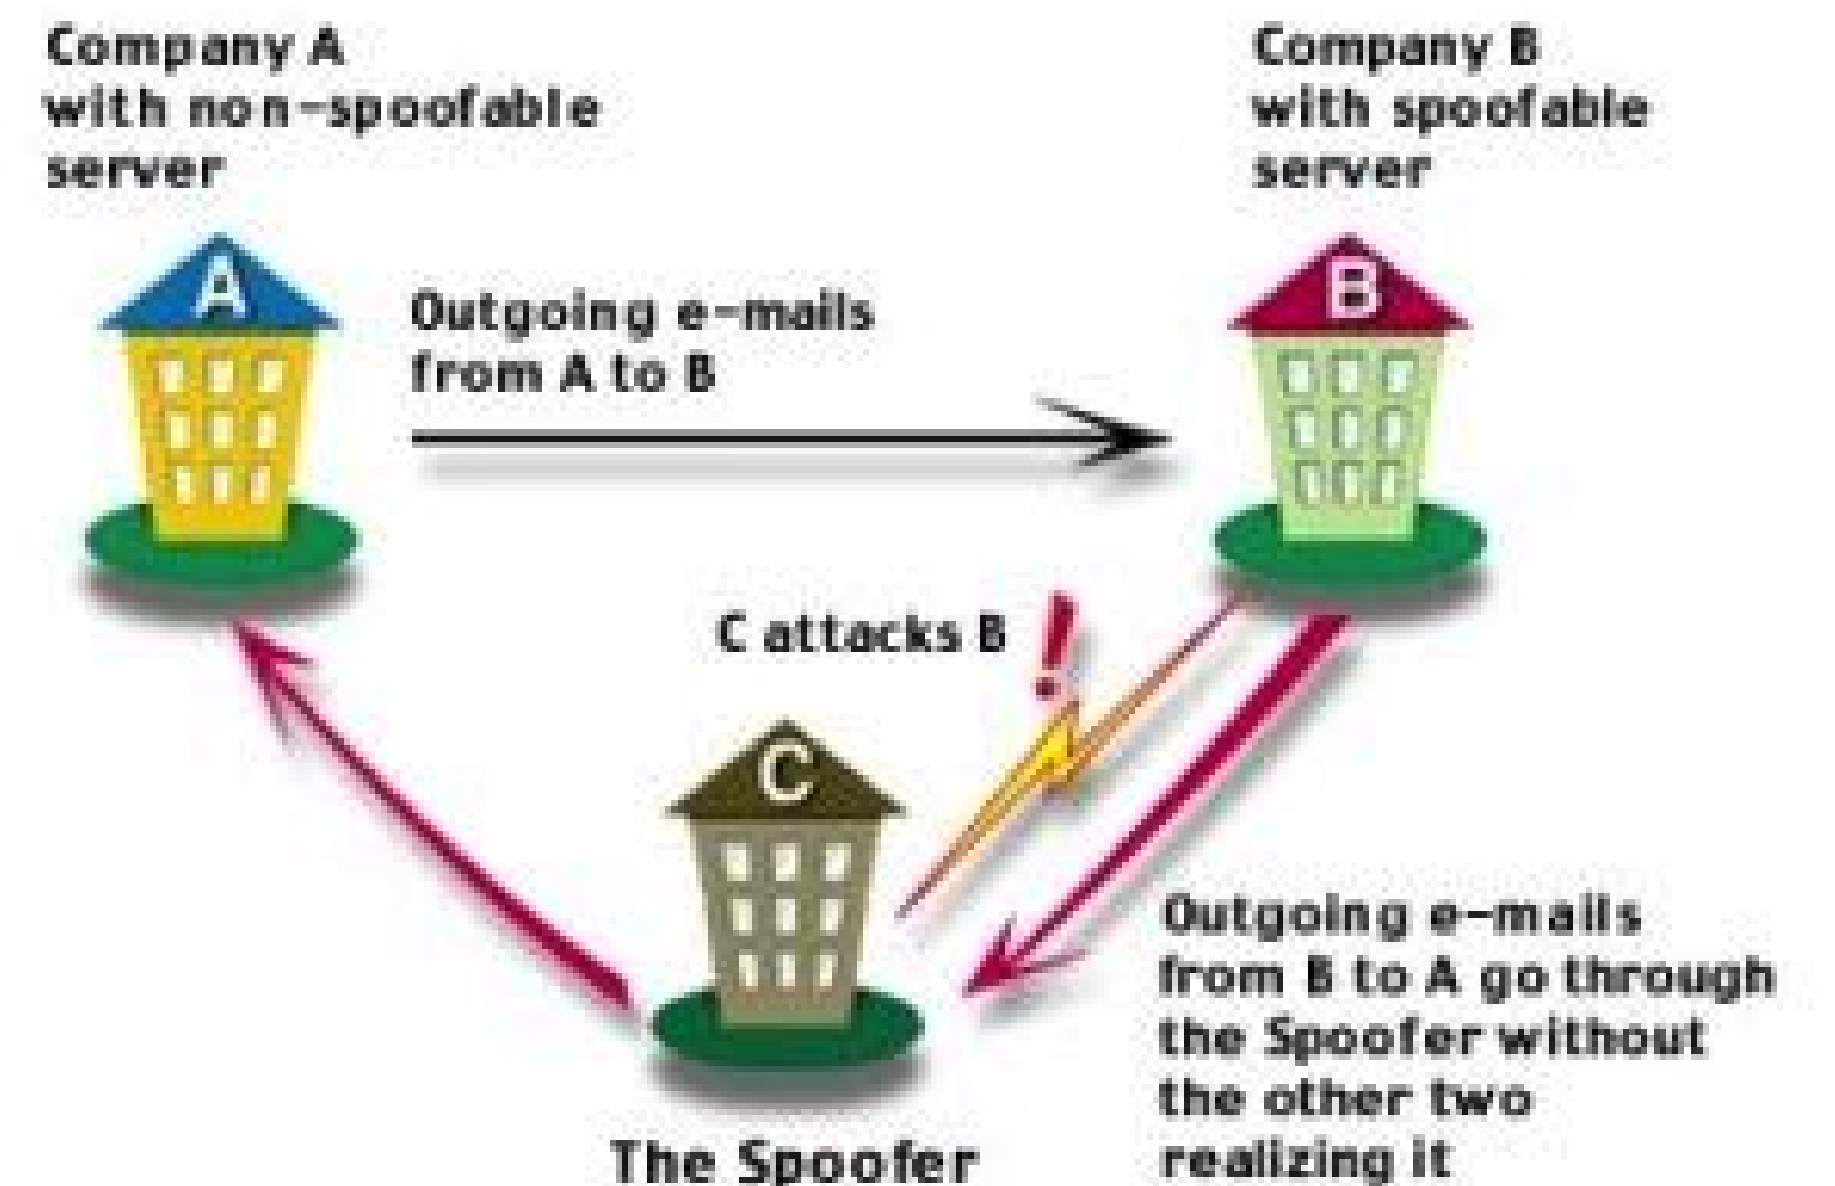 Company A
with non-spoofable
server
Company B
with spoofable
server
A
B
Outgoing e-mails
from A to B
C attacks B !
C
Outgoing e-mails
from B to A go through
the Spoofer without
the other two
realizing it
The Spoofer